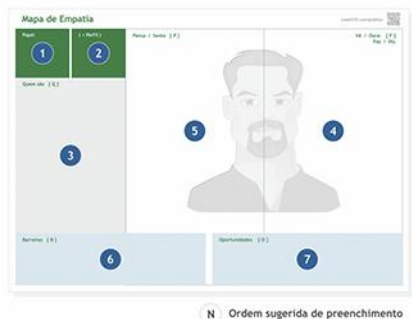 Mapa de Empatia
Papel
(+ Perfil)
Pensa / Sente [P]
Vê / Ouve [F]
Faz / Diz
1
2
Quem são [Q]
5
4
3
Barreiras [B]
Oportunidades [O]
6
7
N Ordem sugerida de preenchimento